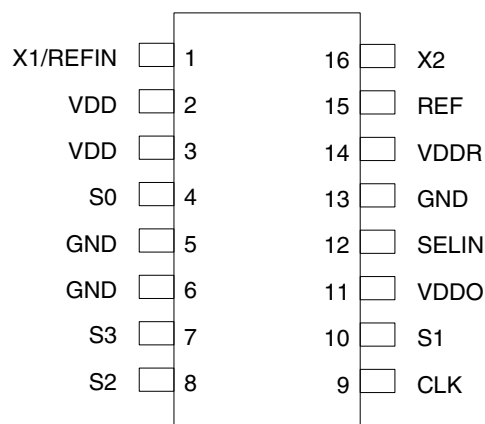 X1/REFIN 1 16 X2
VDD 2 15 REF
VDD 3 14 VDDR
S0 4 13 GND
GND 5 12 SELIN
GND 6 11 VDDO
S3 7 10 S1
S2 8 9 CLK